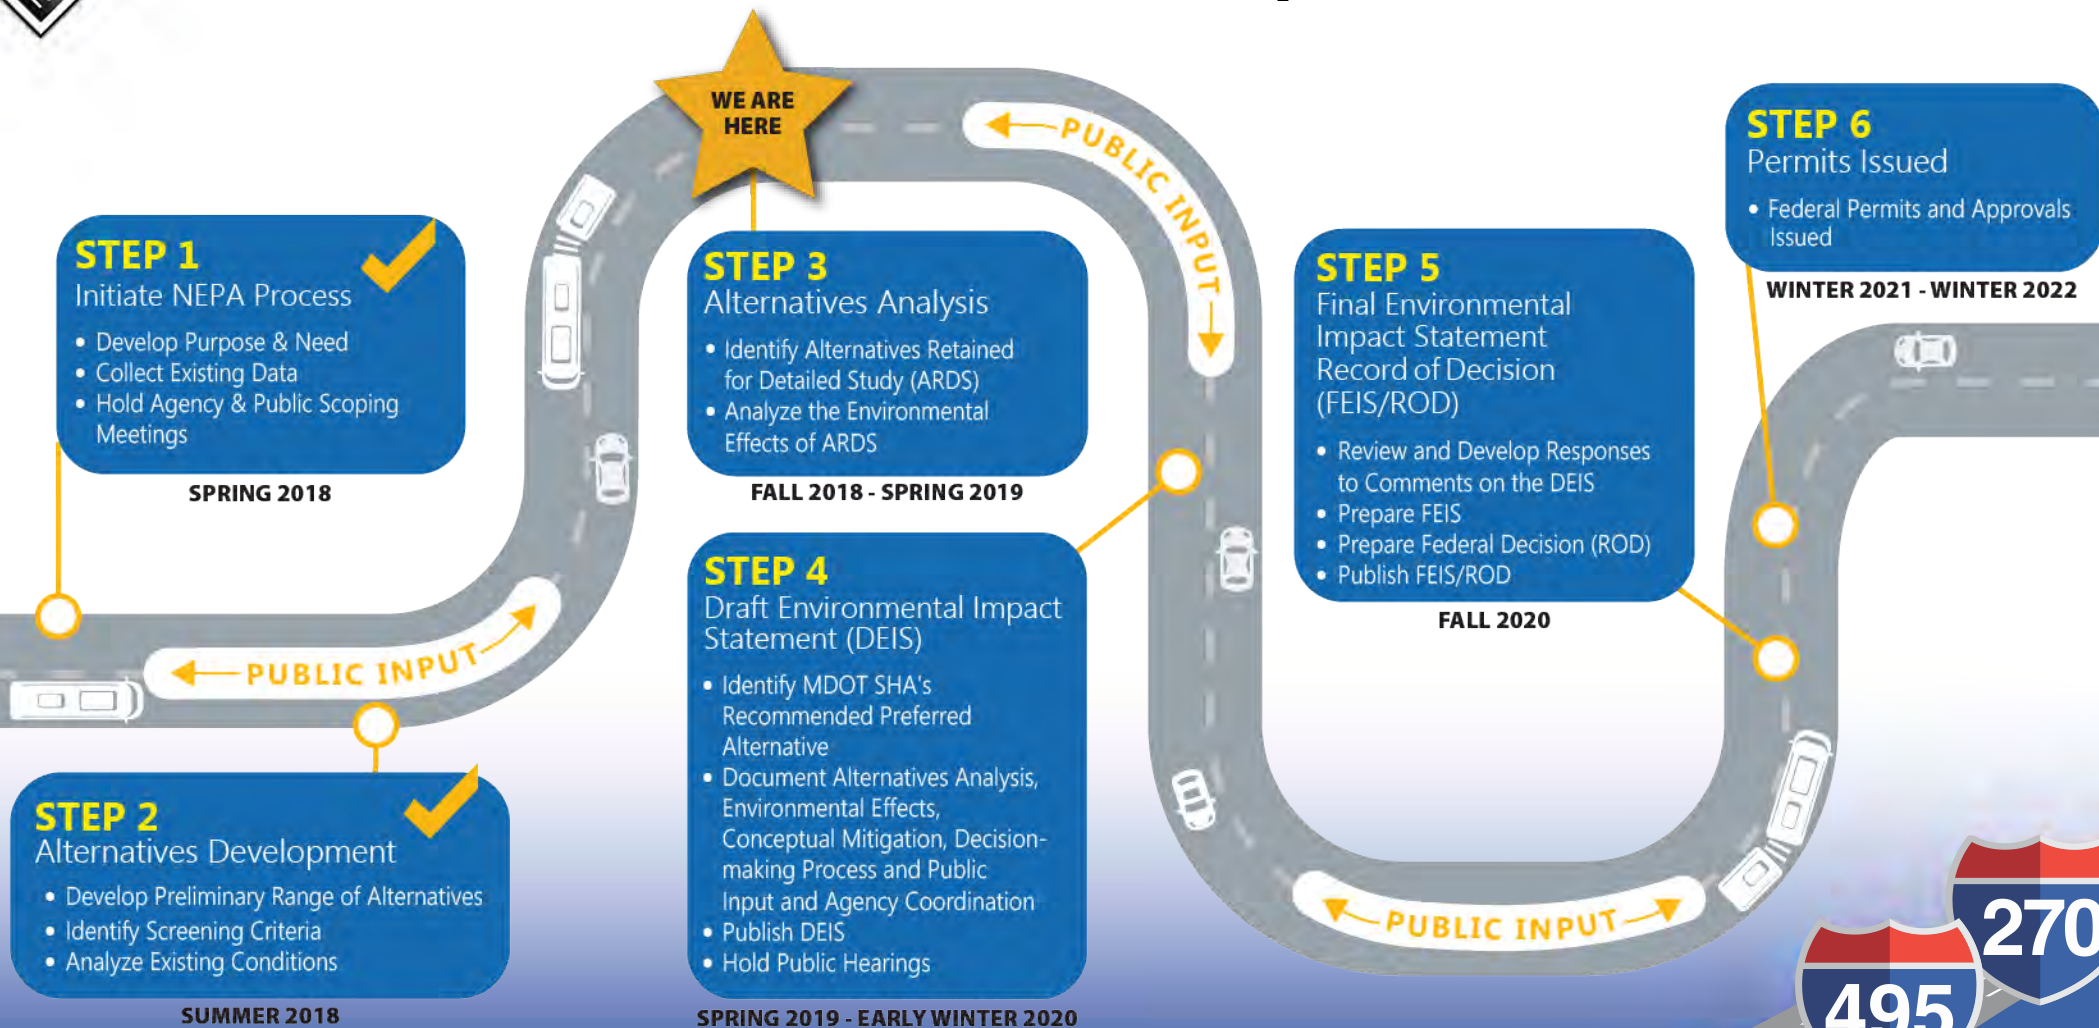 WE ARE
HERE
PUBLIC INPUT
STEP 1
Initiate NEPA Process
• Develop Purpose & Need
• Collect Existing Data
• Hold Agency & Public Scoping
Meetings
SPRING 2018
PUBLIC INPUT
STEP 2
Alternatives Development
• Develop Preliminary Range of Alternatives
• Identify Screening Criteria
• Analyze Existing Conditions
SUMMER 2018
STEP 3
Alternatives Analysis
• Identify Alternatives Retained
for Detailed Study (ARDS)
• Analyze the Environmental
Effects of ARDS
FALL 2018 - SPRING 2019
STEP 4
Draft Environmental Impact
Statement (DEIS)
• Identify MDOT SHA's
Recommended Preferred
Alternative
• Document Alternatives Analysis,
Environmental Effects,
Conceptual Mitigation, Decision-
making Process and Public
Input and Agency Coordination
• Publish DEIS
• Hold Public Hearings
SPRING 2019 - EARLY WINTER 2020
STEP 5
Final Environmental
Impact Statement
Record of Decision
(FEIS/ROD)
• Review and Develop Responses
to Comments on the DEIS
• Prepare FEIS
• Prepare Federal Decision (ROD)
• Publish FEIS/ROD
FALL 2020
PUBLIC INPUT
STEP 6
Permits Issued
• Federal Permits and Approvals
Issued
WINTER 2021 - WINTER 2022
270
495